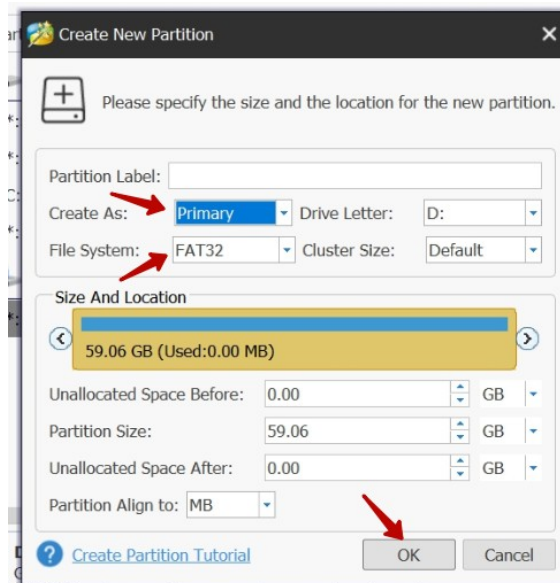 Create New Partition
Please specify the size and the location for the new partition.
Partition Label:
Create As: Primary Drive Letter: D:
File System: FAT32 Cluster Size: Default
Size And Location
59.06 GB (Used:0.00 MB)
Unallocated Space Before: 0.00 GB
Partition Size: 59.06 GB
Unallocated Space After: 0.00 GB
Partition Align to: MB
Create Partition Tutorial OK Cancel